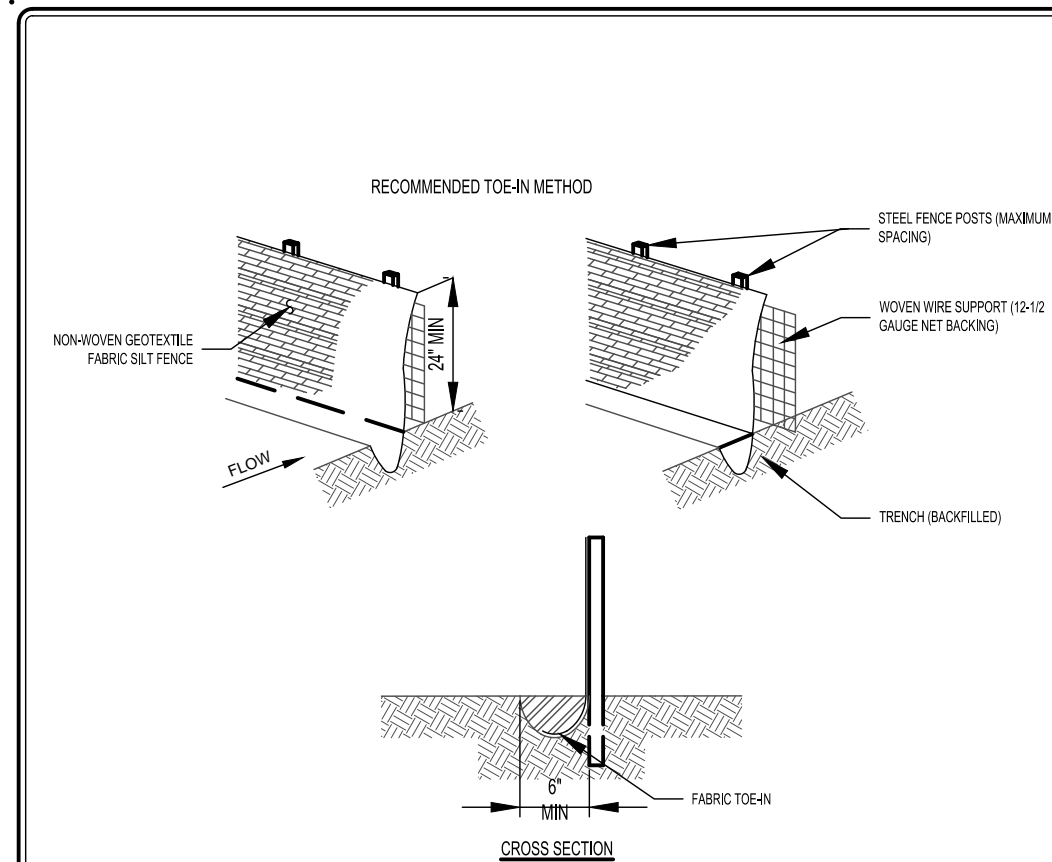 RECOMMENDED TOE-IN METHOD
STEEL FENCE POSTS (MAXIMUM
SPACING)
WOVEN WIRE SUPPORT (12-1/2
GAUGE NET BACKING)
NON-WOVEN GEOTEXTILE
FABRIC SILT FENCE
24" MIN
FLOW
TRENCH (BACKFILLED)
6"
MIN
FABRIC TOE-IN
CROSS SECTION